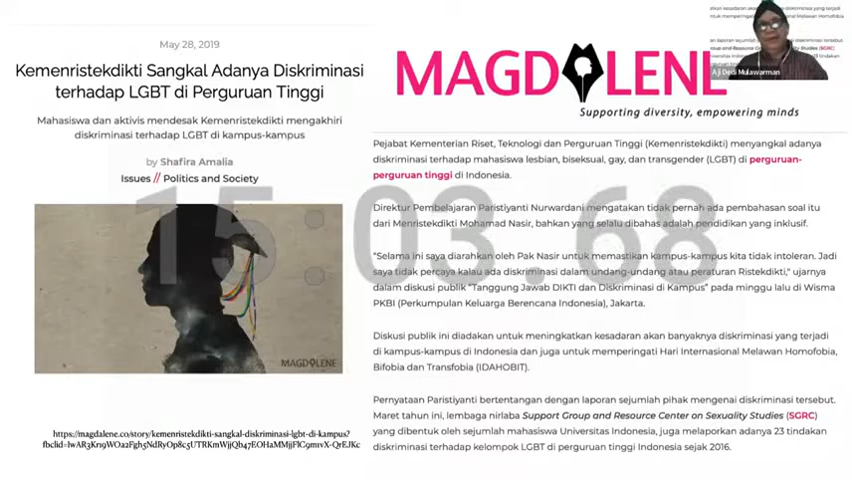 May 28, 2019
Kemenristekdikti Sangkal Adanya Diskriminasi
terhadap LGBT di Perguruan Tinggi
Mahasiswa dan aktivis mendesak Kemenristekdikti mengakhiri
diskriminasi terhadap LGBT di kampus-kampus
by Shafira Amalia
Issues // Politics and Society
MAGDALENE
https://magdalene.co/story/kemenristekdikti-sangkal-diskriminasi-lgbt-di-kampus?
MAGDALENE
Supporting diversity, empowering minds
Pejabat Kementerian Riset, Teknologi dan Perguruan Tinggi (Kemenristekdikti) menyangkal adanya
diskriminasi terhadap mahasiswa lesbian, biseksual, gay, dan transgender (LGBT) di perguruan-
perguruan tinggi di Indonesia.
Direktur Pembelajaran Paristiyanti Nurwardani mengatakan tidak pernah ada pembahasan soal itu
dari Menristekdikti Mohamad Nasir, bahkan yang selalu dibahas adalah pendidikan yang inklusif.
"Selama ini saya diarahkan oleh Pak Nasir untuk memastikan kampus-kampus kita tidak intoleran. Jadi
saya tidak percaya kalau ada diskriminasi dalam undang-undang atau peraturan Ristekdikti," ujarnya
dalam diskusi publik "Tanggung Jawab DIKTI dan Diskriminasi di Kampus" pada minggu lalu di Wisma
PKBI (Perkumpulan Keluarga Berencana Indonesia), Jakarta.
Diskusi publik ini diadakan untuk meningkatkan kesadaran akan banyaknya diskriminasi yang terjadi
di kampus-kampus di Indonesia dan juga untuk memperingati Hari Internasional Melawan Homofobia,
Bifobia dan Transfobia (IDAHOBIT).
Pernyataan Paristiyanti bertentangan dengan laporan sejumlah pihak mengenai diskriminasi tersebut.
Maret tahun ini, lembaga nirlaba Support Group and Resource Center on Sexuality Studies (SGRC)
yang dibentuk oleh sejumlah mahasiswa Universitas Indonesia, juga melaporkan adanya 23 tindakan
diskriminasi terhadap kelompok LGBT di perguruan tinggi Indonesia sejak 2016.
Aji Dedi Mulawarman
15 03 .68